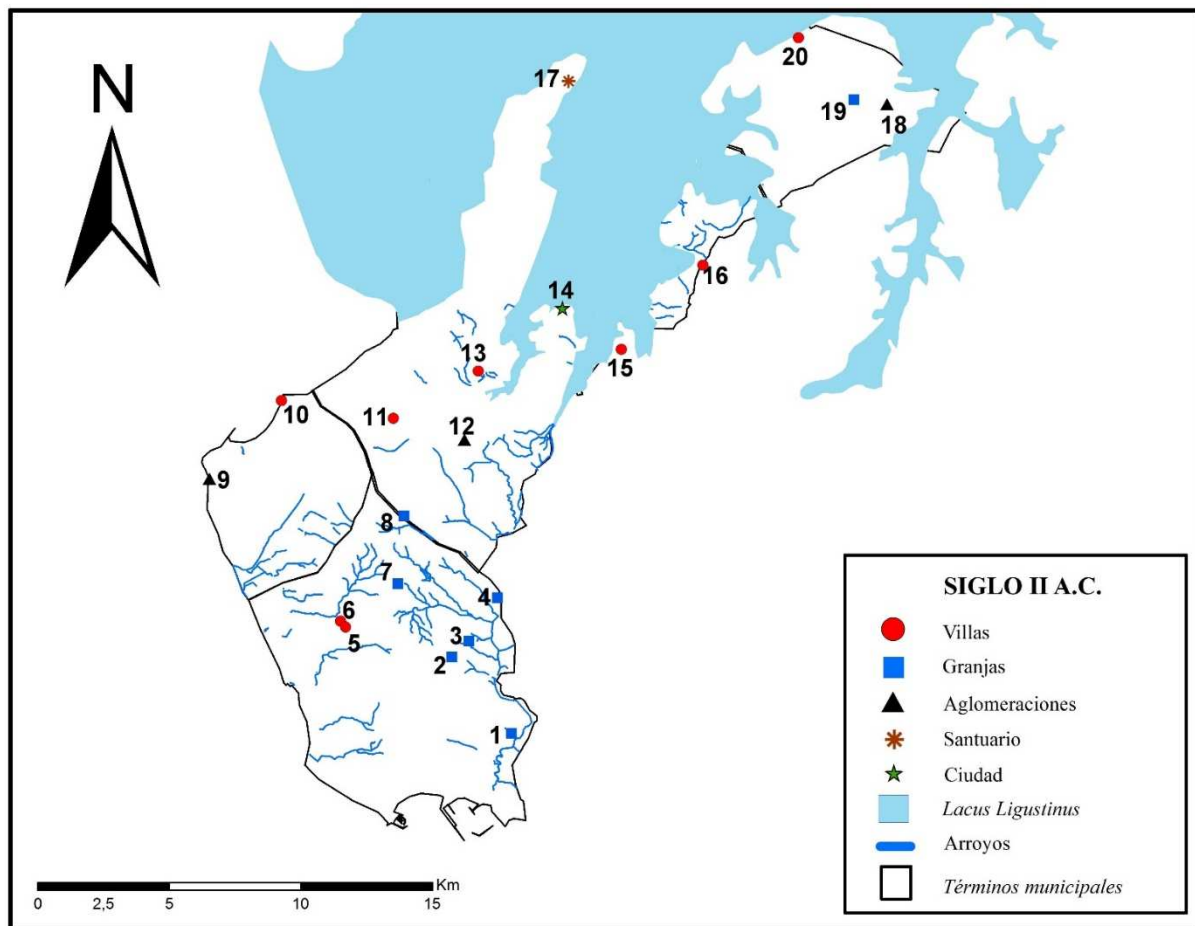 20
17
19
18
N
16
14
13
15
10
11
12
9
8
7
4
6
5
3
2
1
SIGLO II A.C.
Villas
Granjas
Aglomeraciones
Santuario
Ciudad
Lacus Ligustinus
Arroyos
Términos municipales
Km
0 2,5 5 10 15